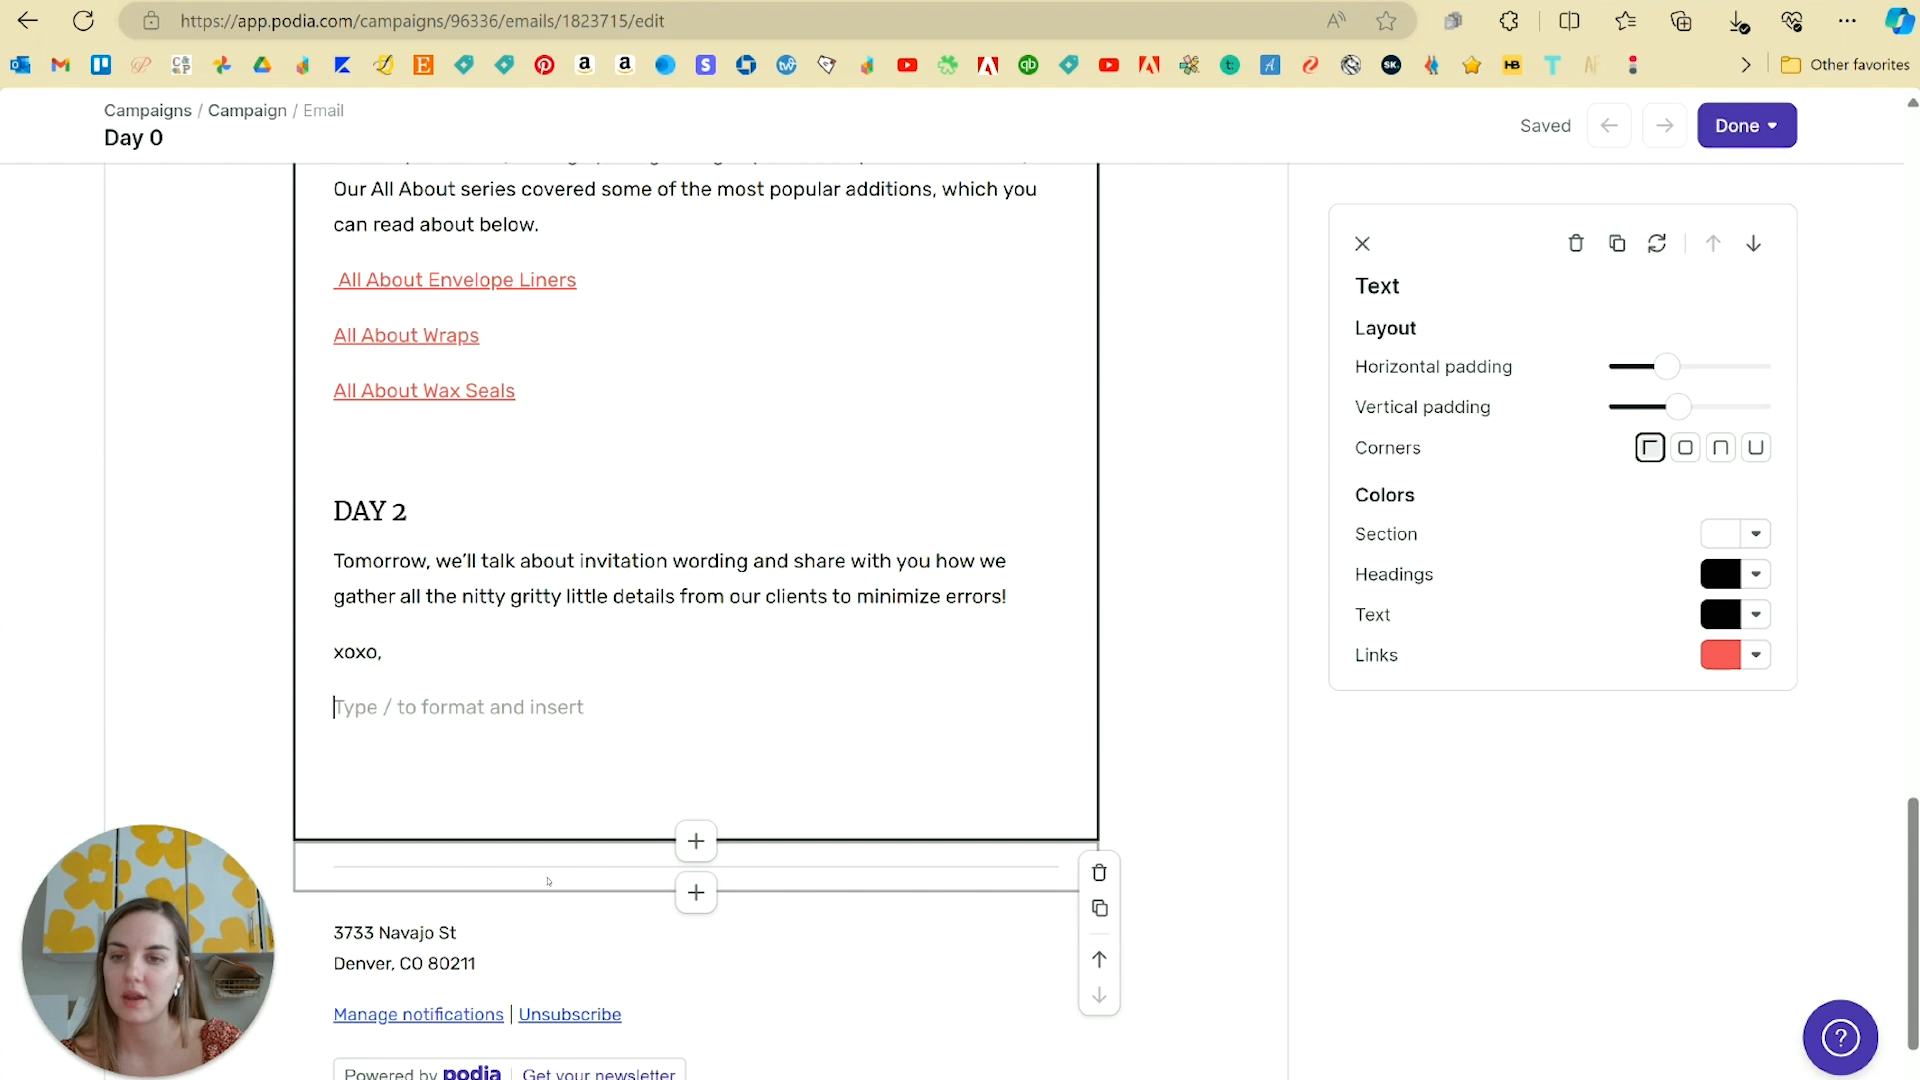 https://app.podia.com/campaigns/96336/emails/1823715/edit
Other favorites
Campaigns / Campaign / Email
Day 0
Saved
Done
Our All About series covered some of the most popular additions, which you
can read about below.
All About Envelope Liners
All About Wraps
All About Wax Seals
DAY 2
Tomorrow, we’ll talk about invitation wording and share with you how we
gather all the nitty gritty little details from our clients to minimize errors!
xoxo,
Type / to format and insert
3733 Navajo St
Denver, CO 80211
Manage notifications | Unsubscribe
Powered by podia | Get your newsletter
Text
Layout
Horizontal padding
Vertical padding
Corners
Colors
Section
Headings
Text
Links